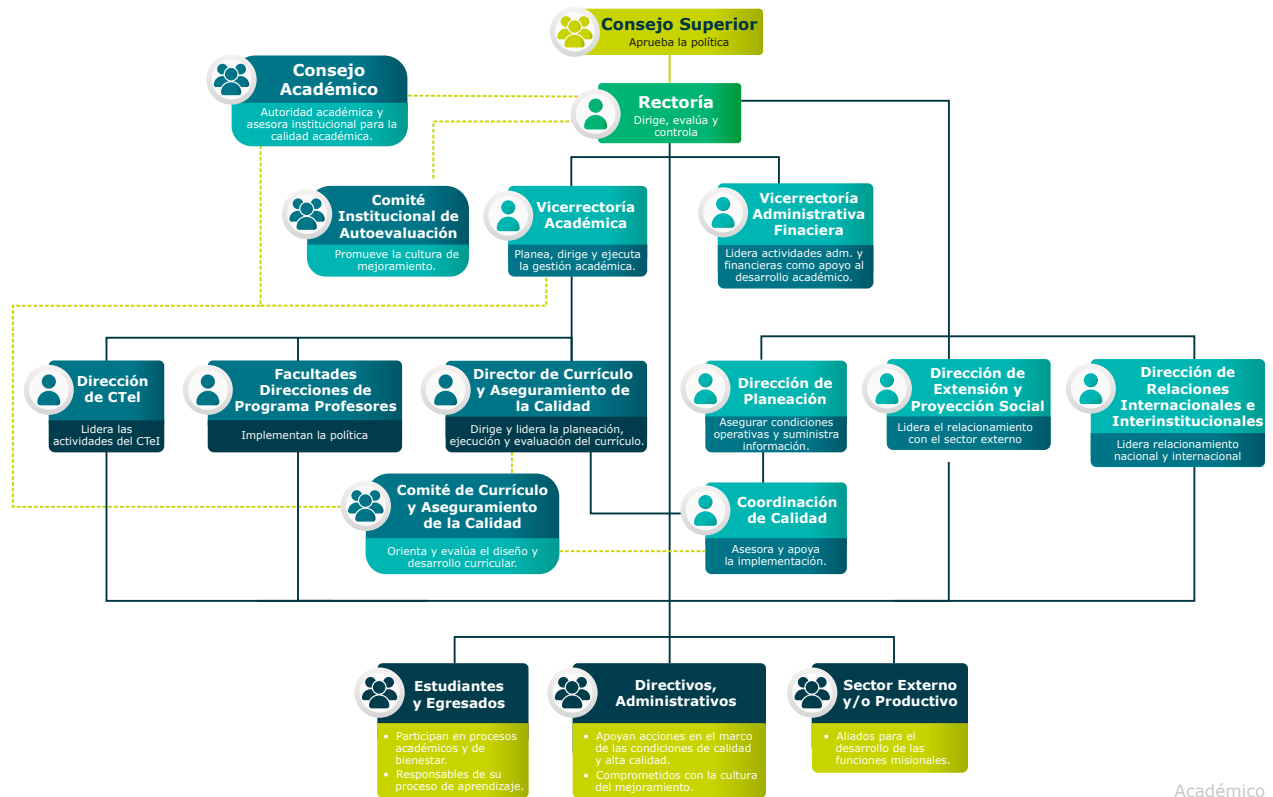 Consejo Superior
Aprueba la política
Consejo
Académico
Autoridad académica y
asesora institucional para la
calidad académica.
Rectoría
Dirige, evalúa y
controla
Comité
Institucional de
Autoevaluación
Promueve la cultura de
mejoramiento.
Vicerrectoría
Académica
Planea, dirige y ejecuta
la gestión académica.
Vicerrectoría
Administrativa
Finaciera
Lidera actividades adm. y
financieras como apoyo al
desarrollo académico.
Dirección
de CTeI
Lidera las
actividades del CTeI
Facultades
Direcciones de
Programa Profesores
Implementan la política
Director de Currículo
y Aseguramiento de
la Calidad
Dirige y lidera la planeación,
ejecución y evaluación del currículo.
Dirección de
Planeación
Asegurar condiciones
operativas y suministra
información.
Dirección de
Extensión y
Proyección Social
Lidera el relacionamiento
con el sector externo
Dirección de
Relaciones
Internacionales e
Interinstitucionales
Lidera relacionamiento
nacional y internacional
Comité de Currículo
y Aseguramiento
de la Calidad
Orienta y evalúa el diseño y
desarrollo curricular.
Coordinación
de Calidad
Asesora y apoya
la implementación.
Estudiantes
y Egresados
• Participan en procesos
académicos y de
bienestar.
• Responsables de su
proceso de aprendizaje.
Directivos,
Administrativos
• Apoyan acciones en el marco
de las condiciones de calidad
y alta calidad.
• Comprometidos con la cultura
del mejoramiento.
Sector Externo
y/o Productivo
• Aliados para el
desarrollo de las
funciones misionales.
Académico